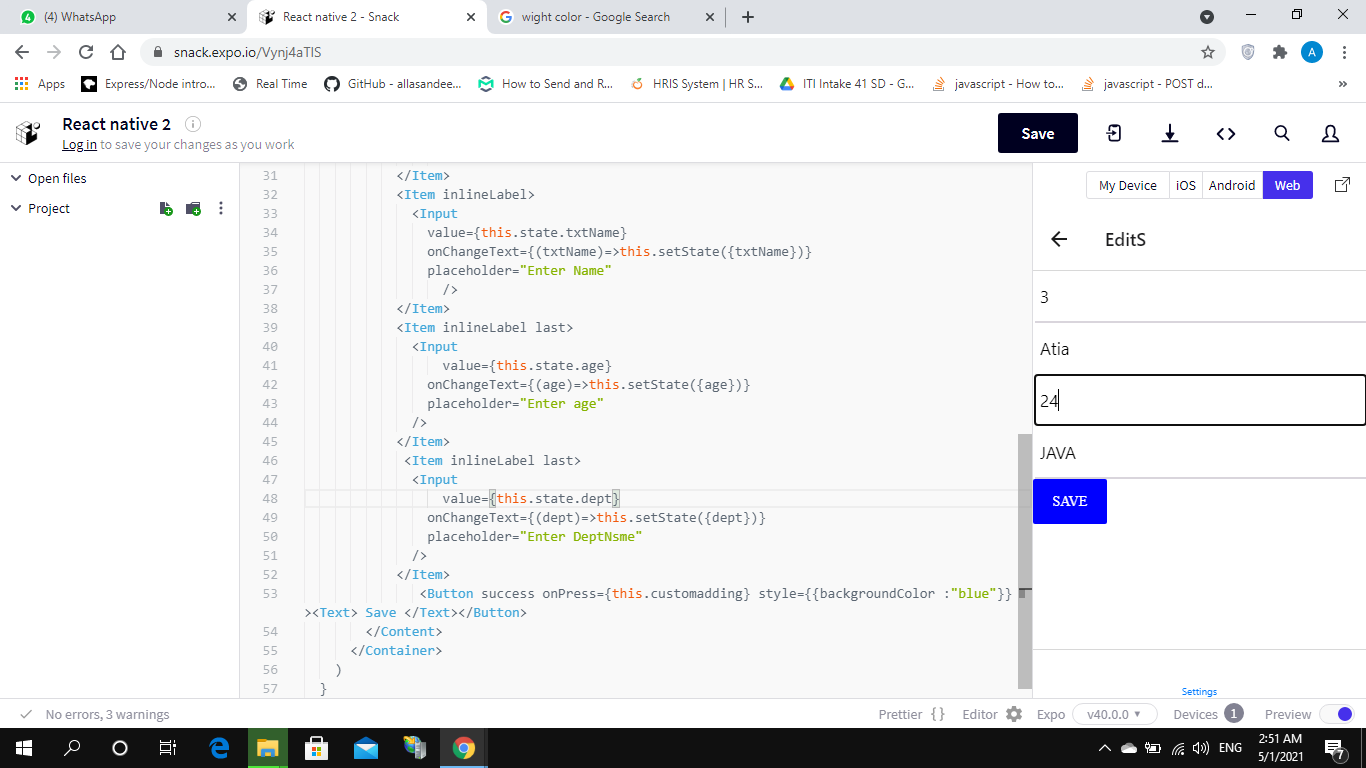 (4) WhatsApp
React native 2 - Snack
wight color - Google Search
snack.expo.io/Vynj4aTlS
A
Apps
Express/Node intro...
Real Time
GitHub - allasandee...
How to Send and R...
HRIS System | HR S...
ITI Intake 41 SD - G...
javascript - How to...
javascript - POST d...
»
React native 2
Log in to save your changes as you work
Save
Open files
Project
31 </Item>
32 <Item inlineLabel>
33 <Input
34 value={this.state.txtName}
35 onChangeText={(txtName)=>this.setState({txtName})}
36 placeholder="Enter Name"
37 />
38 </Item>
39 <Item inlineLabel last>
40 <Input
41 value={this.state.age}
42 onChangeText={(age)=>this.setState({age})}
43 placeholder="Enter age"
44 />
45 </Item>
46 <Item inlineLabel last>
47 <Input
48 value={this.state.dept}
49 onChangeText={(dept)=>this.setState({dept})}
50 placeholder="Enter DeptNsme"
51 />
52 </Item>
53 <Button success onPress={this.customadding} style={{backgroundColor :"blue"}}
><Text> Save </Text></Button>
54 </Content>
55 </Container>
56 )
57 }
My Device
iOS
Android
Web
EditS
3
Atia
24
JAVA
SAVE
Settings
No errors, 3 warnings
Prettier {}
Editor
Expo
v40.0.0
Devices 1
Preview
ENG
2:51 AM
5/1/2021
7